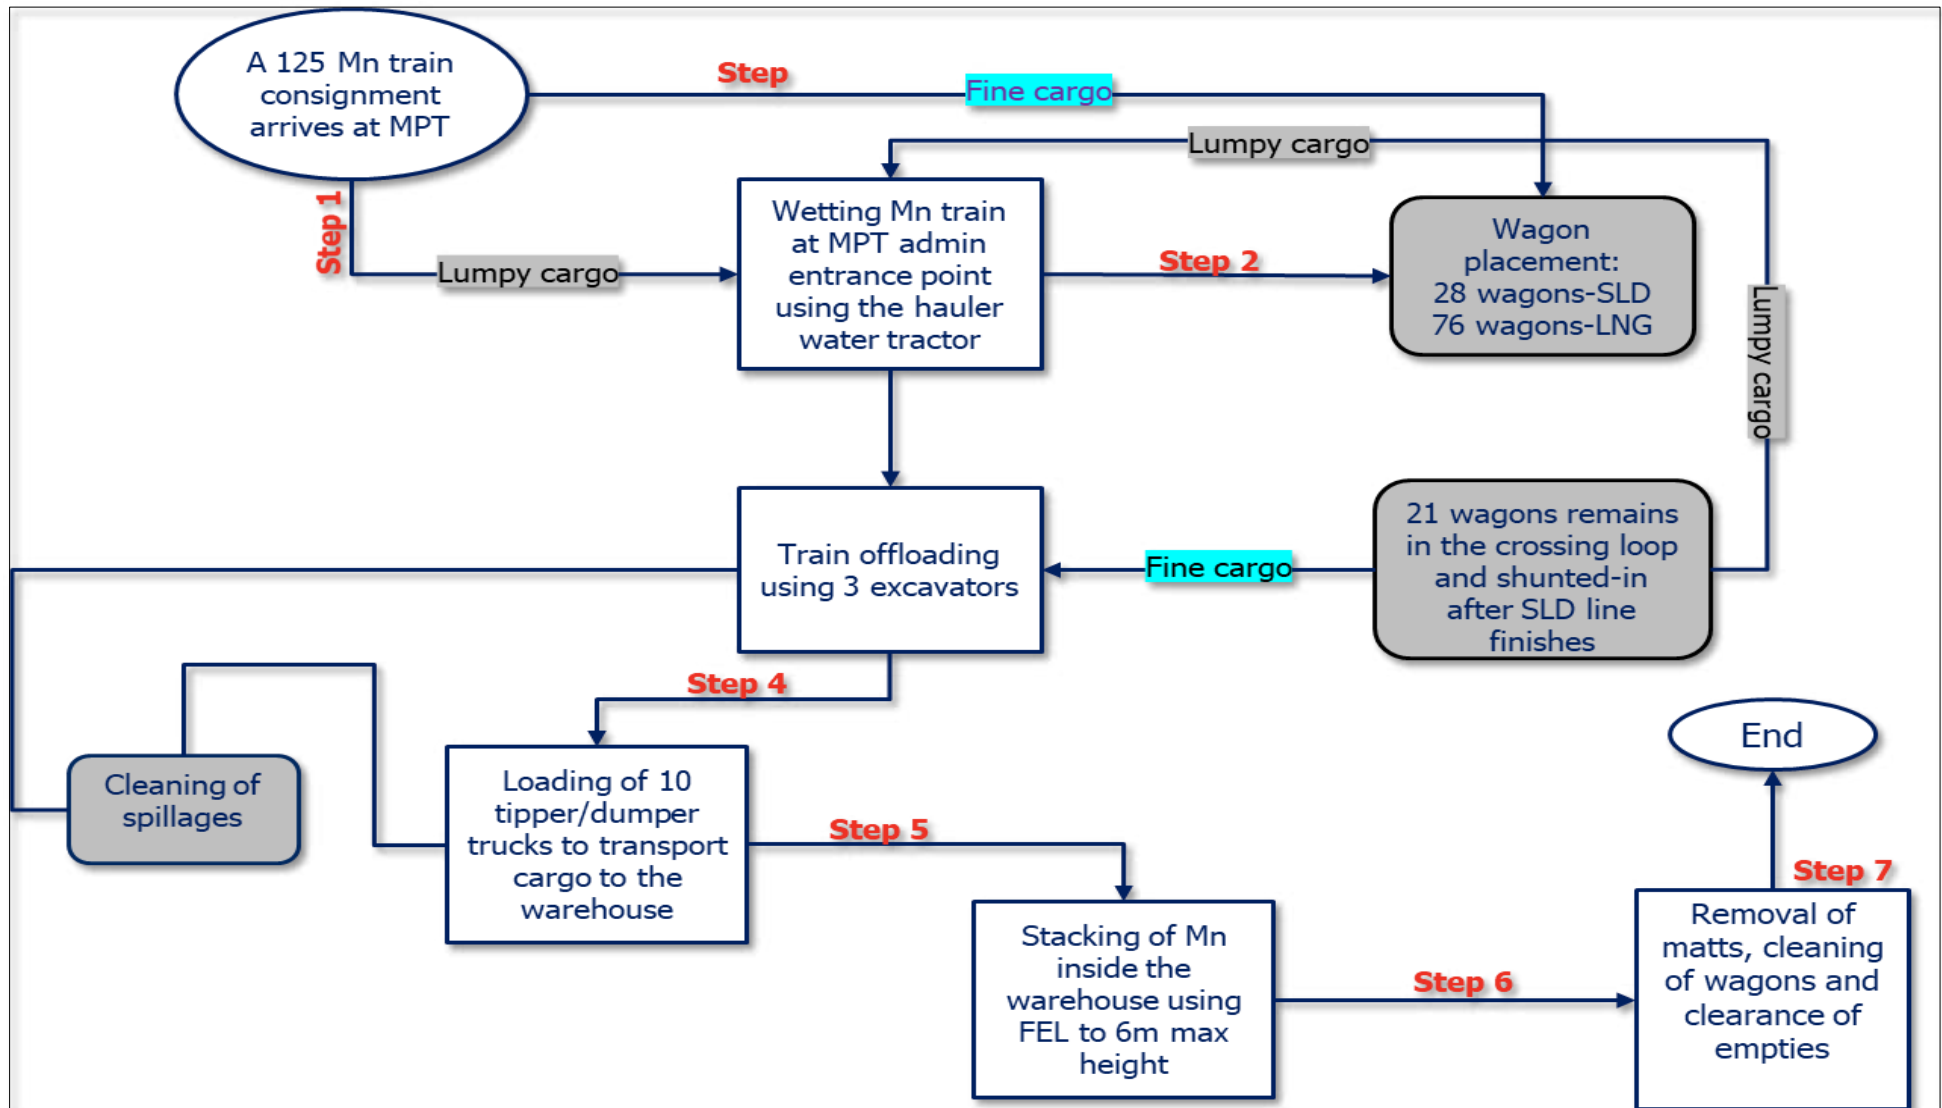 A 125 Mn train
consignment
arrives at MPT
Step
Fine cargo
Lumpy cargo
Step 1
Lumpy cargo
Wetting Mn train
at MPT admin
entrance point
using the hauler
water tractor
Step 2
Wagon
placement:
28 wagons-SLD
76 wagons-LNG
Lumpy cargo
Train offloading
using 3 excavators
Fine cargo
21 wagons remains
in the crossing loop
and shunted-in
after SLD line
finishes
Step 4
Cleaning of
spillages
Loading of 10
tipper/dumper
trucks to transport
cargo to the
warehouse
Step 5
Stacking of Mn
inside the
warehouse using
FEL to 6m max
height
Step 6
End
Step 7
Removal of
matts, cleaning
of wagons and
clearance of
empties